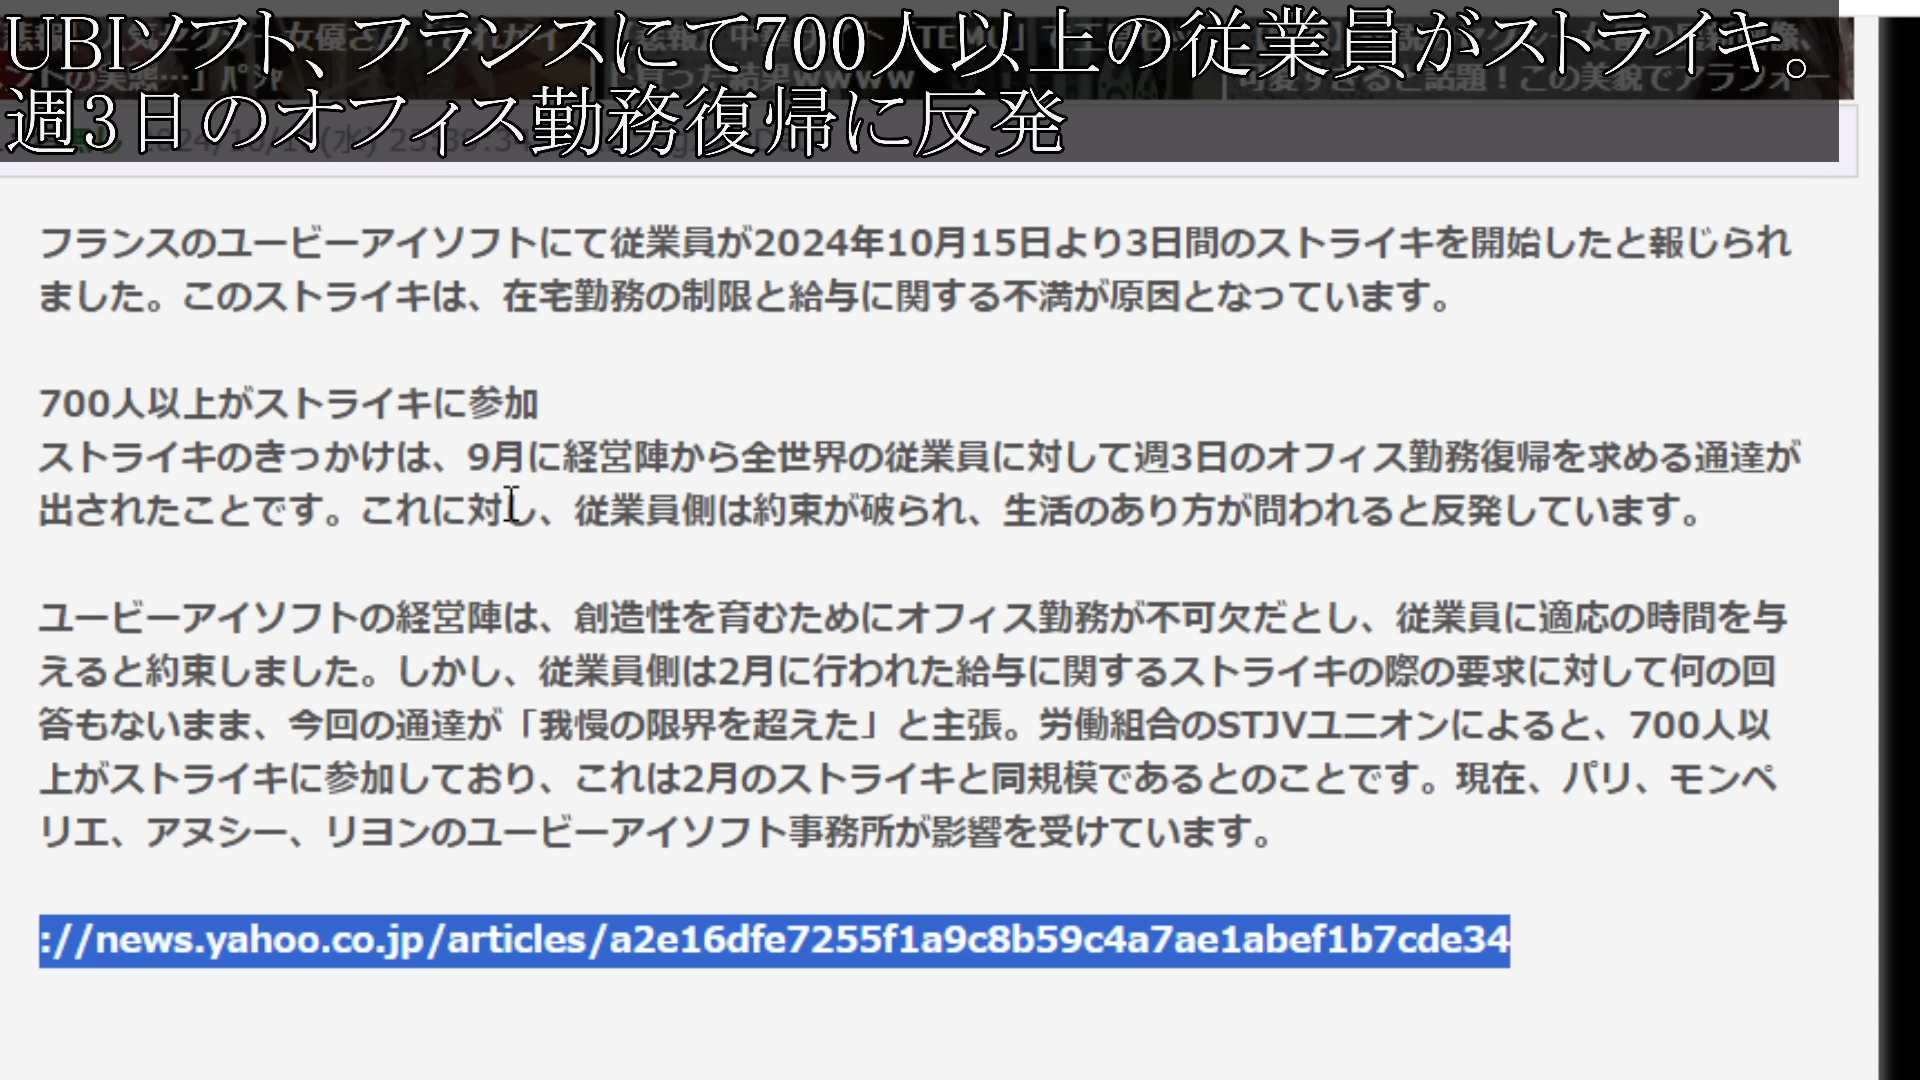 UBIソフト、フランスにて700人以上の従業員がストライキ。
週3日のオフィス勤務復帰に反発
フランスのユービーアイソフトにて従業員が2024年10月15日より3日間のストライキを開始したと報じられ
ました。このストライキは、在宅勤務の制限と給与に関する不満が原因となっています。
700人以上がストライキに参加
ストライキのきっかけは、9月に経営陣から全世界の従業員に対して週3日のオフィス勤務復帰を求める通達が
出されたことです。これに対し、従業員側は約束が破られ、生活のあり方が問われると反発しています。
ユービーアイソフトの経営陣は、創造性を育むためにオフィス勤務が不可欠だとし、従業員に適応の時間を与
えると約束しました。しかし、従業員側は2月に行われた給与に関するストライキの際の要求に対して何の回
答もないまま、今回の通達が「我慢の限界を超えた」と主張。労働組合のSTJVユニオンによると、700人以
上がストライキに参加しており、これは2月のストライキと同規模であるとのことです。現在、パリ、モンペ
リエ、アヌシー、リヨンのユービーアイソフト事務所が影響を受けています。
://news.yahoo.co.jp/articles/a2e16dfe7255f1a9c8b59c4a7ae1abef1b7cde34